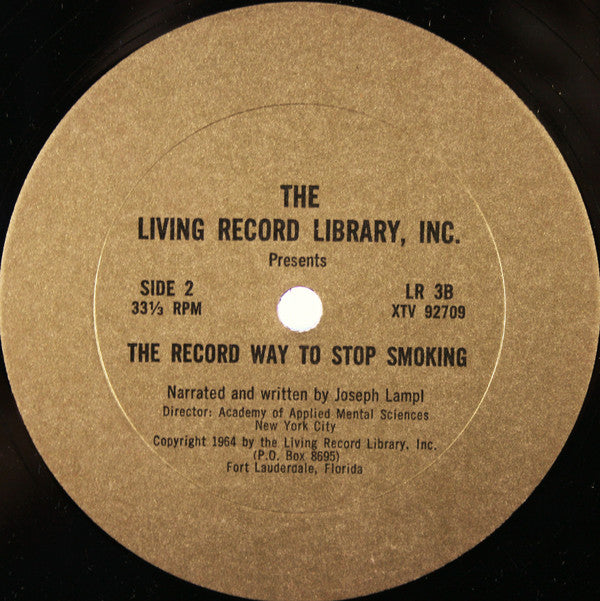 THE
LIVING RECORD LIBRARY, INC.
Presents
SIDE 2
33⅓ RPM
LR 3B
XTV 92709
THE RECORD WAY TO STOP SMOKING
Narrated and written by Joseph Lampl
Director: Academy of Applied Mental Sciences
New York City
Copyright 1964 by the Living Record Library, Inc.
(P.O. Box 8695)
Fort Lauderdale, Florida